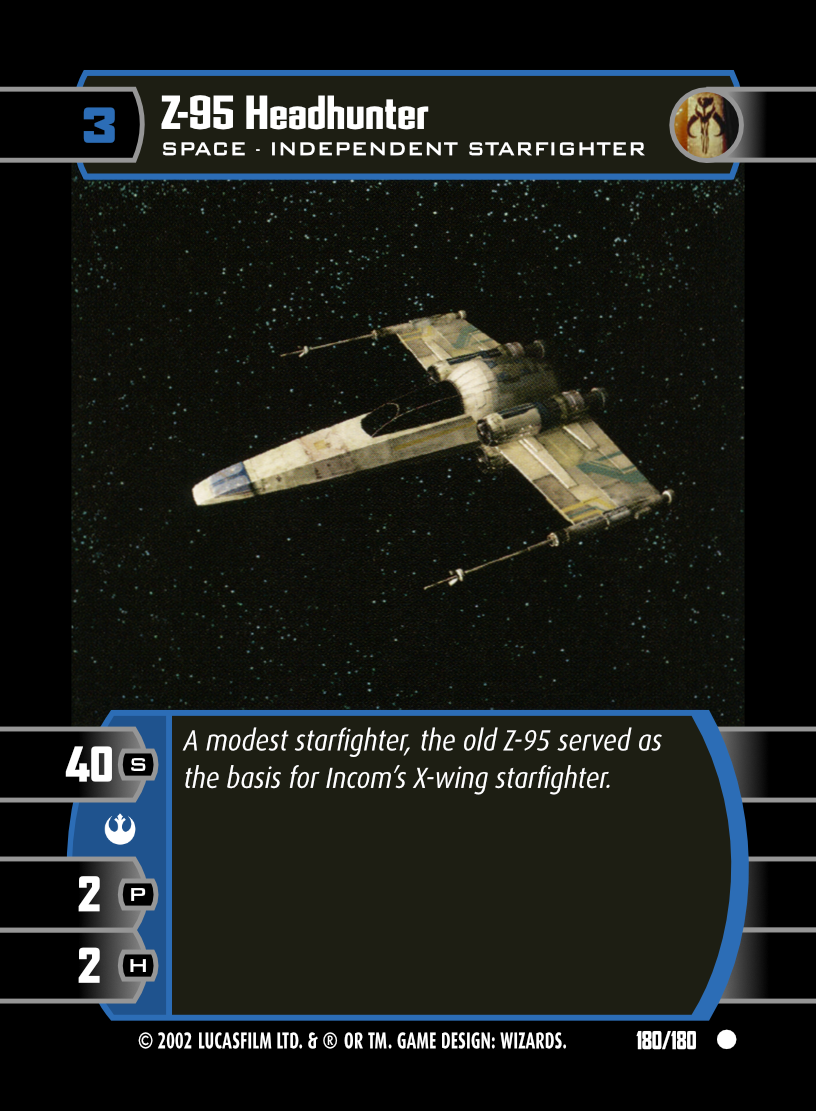 3
Z-95 Headhunter
SPACE - INDEPENDENT STARFIGHTER
A modest starfighter, the old Z-95 served as
the basis for Incom's X-wing starfighter.
40 S
2 P
2 H
© 2002 LUCASFILM LTD. & ® OR TM. GAME DESIGN: WIZARDS.
180/180